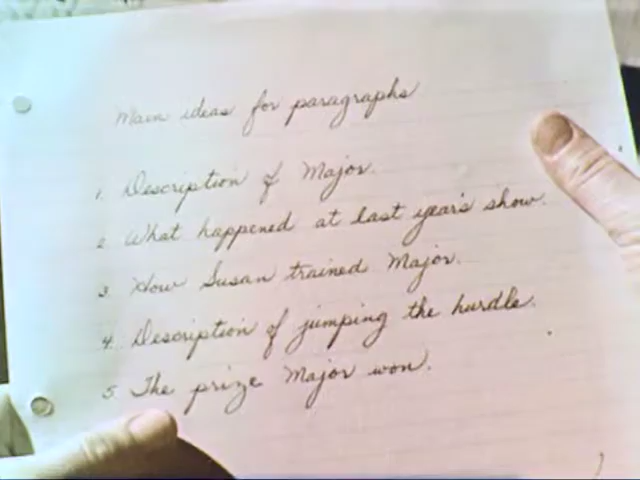 Main ideas for paragraphs
1. Description of Major.
2. What happened at last year's show.
3. How Susan trained Major.
4. Description of jumping the hurdle.
5. The prize Major won.